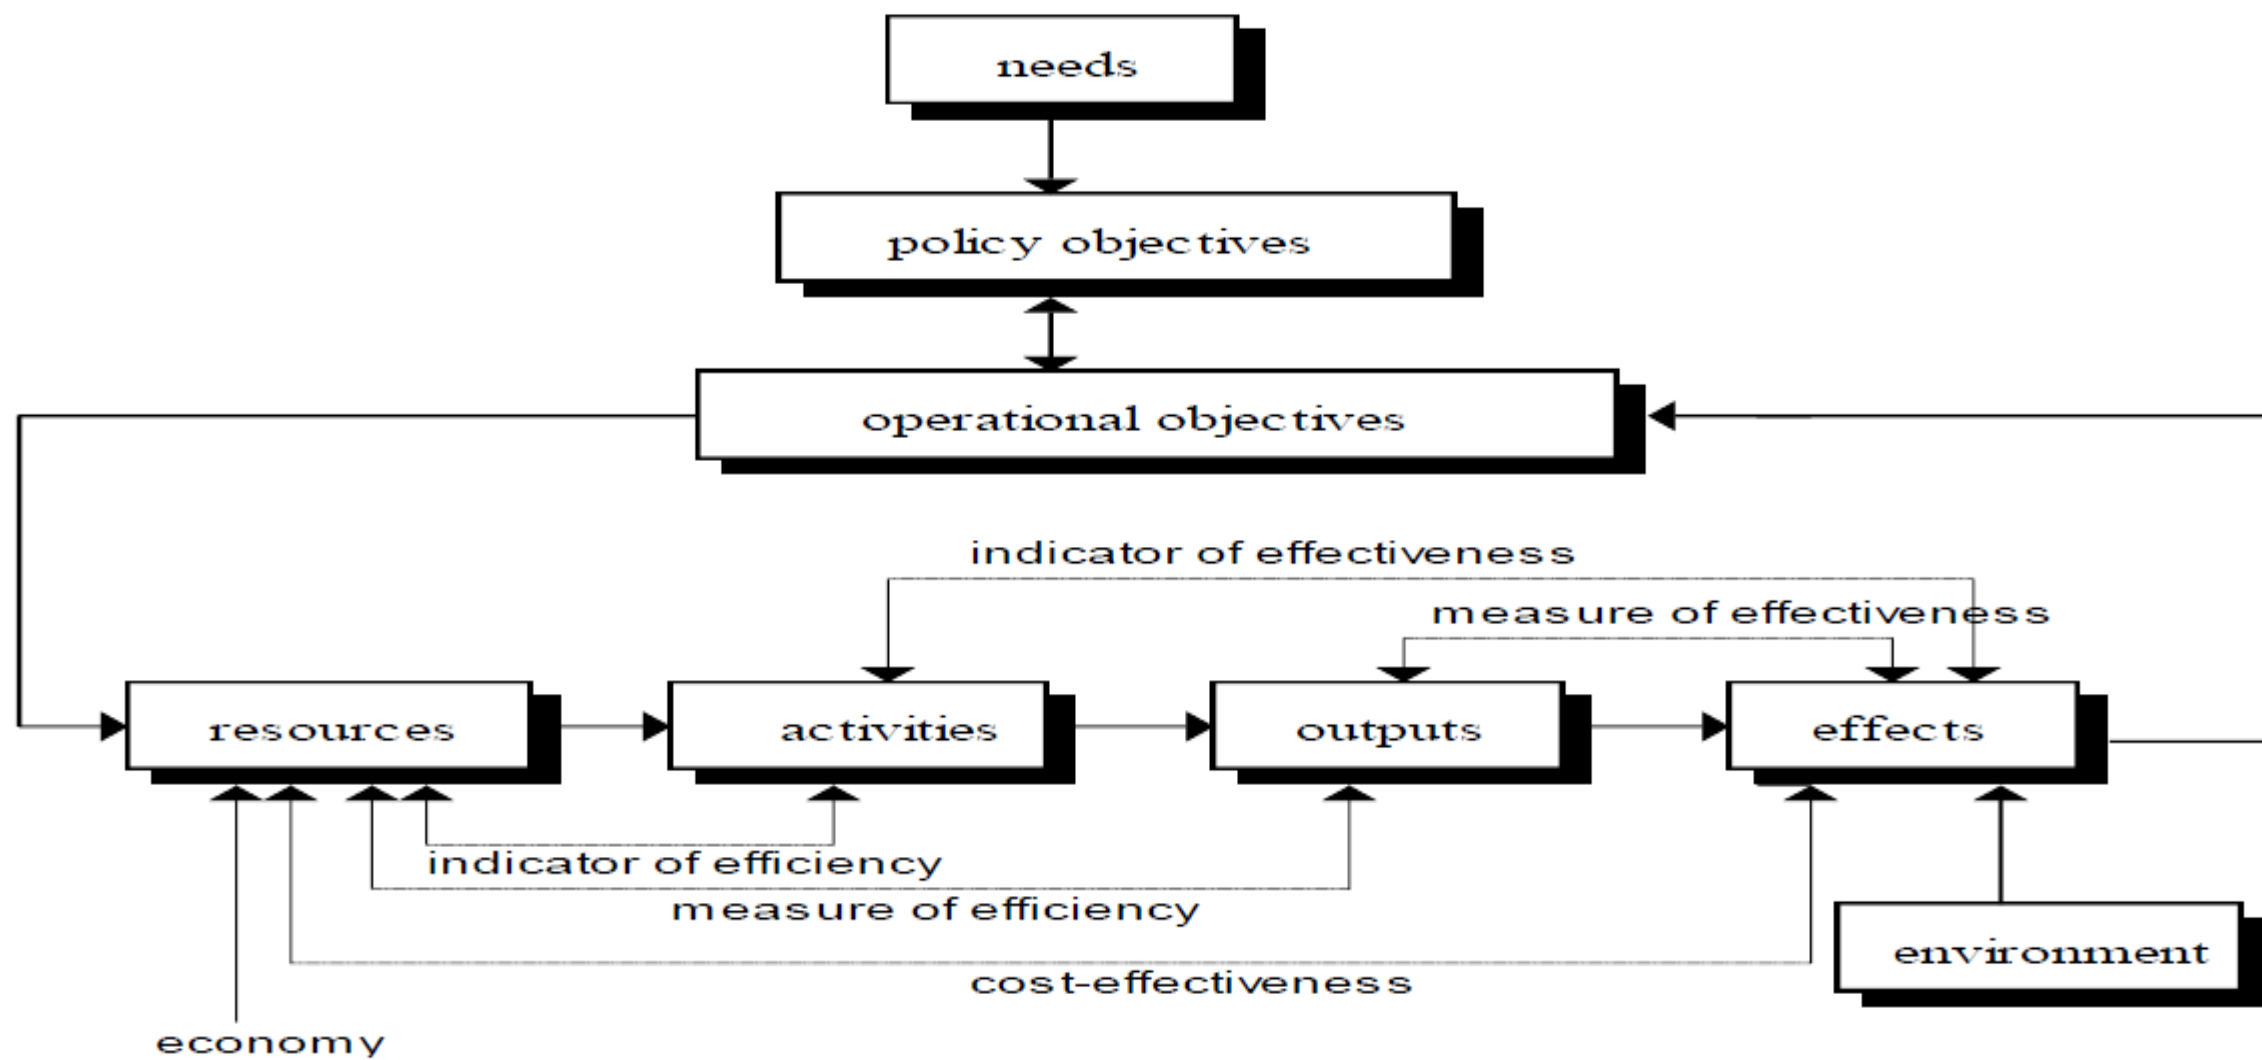 needs
policy objectives
operational objectives
indicator of effectiveness
measure of effectiveness
resources
activities
outputs
effects
indicator of efficiency
measure of efficiency
environment
cost-effectiveness
economy